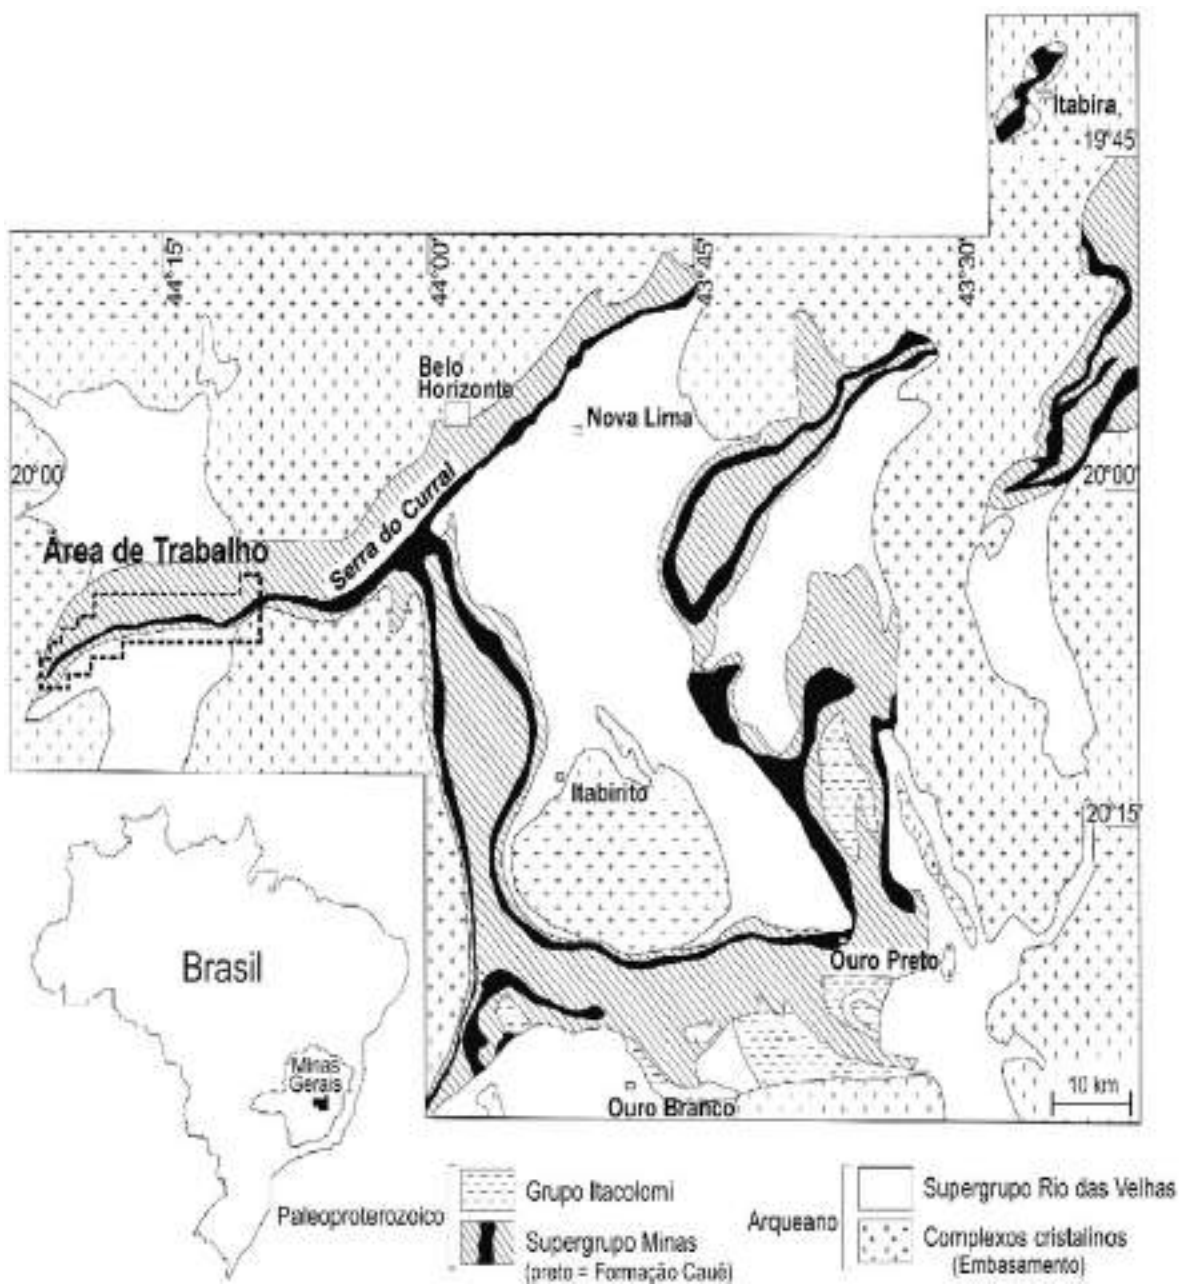 Itabira
19°45'
44°15'
44°00'
43°45'
43°30'
Belo
Horizonte
Nova Lima
20°00
20°00'
Serra do Curral
Área de Trabalho
Itabirito
20°15'
Ouro Preto
Brasil
Minas
Gerais
Ouro Branco
10 km
Paleoproterozoico
Grupo Itacolomi
Supergrupo Minas
(preto = Formação Cauê)
Arqueano
Supergrupo Rio das Velhas
Complexos cristalinos
(Embasamento)